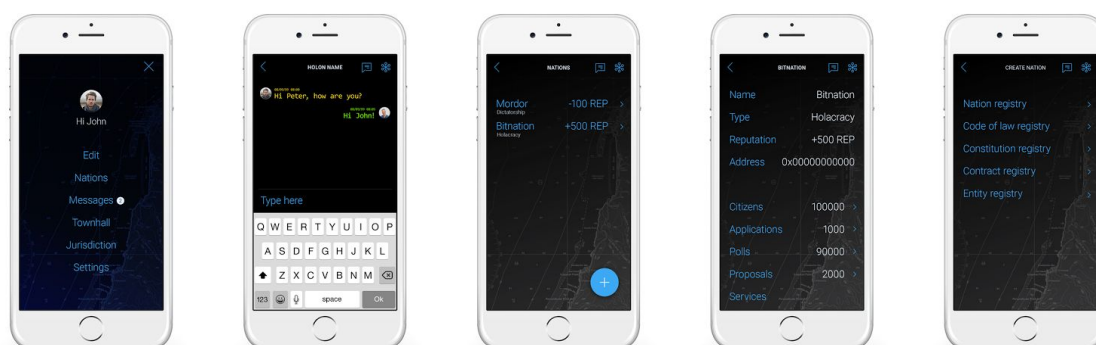 Hi John
Edit
Nations
Messages 2
Townhall
Jurisdiction
Settings
HOLON NAME
Hi Peter, how are you?
Hi John!
Type here
Q W E R T Y U I O P
A S D F G H J K L
Z X C V B N M
123 space Ok
NATIONS
Mordor -100 REP
Dictatorship
Bitnation +500 REP
Holacracy
+
BITNATION
Name Bitnation
Type Holacracy
Reputation +500 REP
Address 0x00000000000
Citizens 100000
Applications 1000
Polls 90000
Proposals 2000
Services
CREATE NATION
Nation registry
Code of law registry
Constitution registry
Contract registry
Entity registry